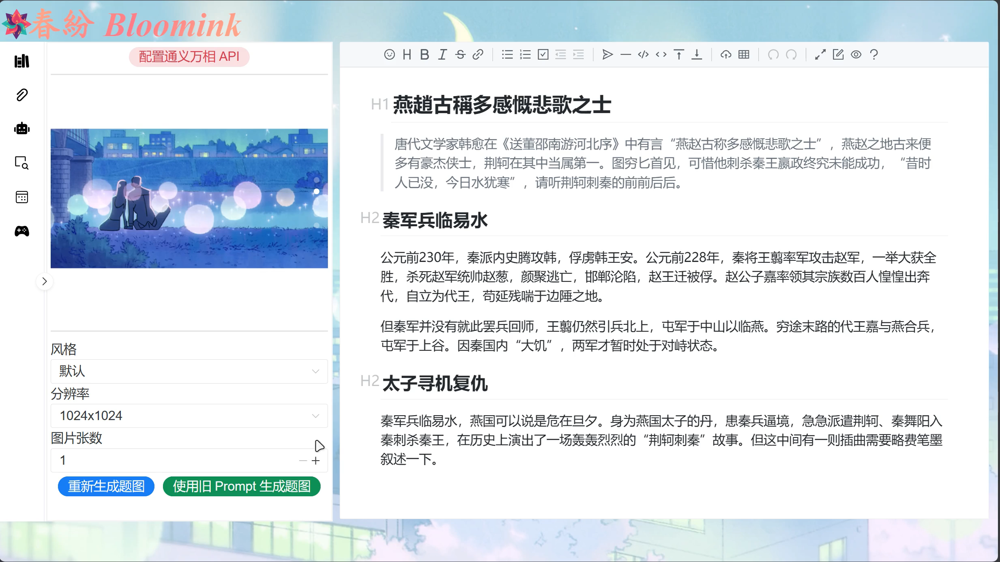 春紛 Bloomink
配置通义万相 API
风格
默认
分辨率
1024x1024
图片张数
1
重新生成题图
使用旧 Prompt 生成题图
H1 燕趙古稱多感慨悲歌之士
唐代文学家韩愈在《送董邵南游河北序》中有言“燕赵古称多感慨悲歌之士”，燕赵之地古来便
多有豪杰侠士，荆轲在其中当属第一。图穷匕首见，可惜他刺杀秦王嬴政终究未能成功，“昔时
人已没，今日水犹寒”，请听荆轲刺秦的前前后后。
H2 秦军兵临易水
公元前230年，秦派内史腾攻韩，俘虏韩王安。公元前228年，秦将王翦率军攻击赵军，一举大获全
胜，杀死赵军统帅赵葱，颜聚逃亡，邯郸沦陷，赵王迁被俘。赵公子嘉率领其宗族数百人惶惶出奔
代，自立为代王，苟延残喘于边陲之地。
但秦军并没有就此罢兵回师，王翦仍然引兵北上，屯军于中山以临燕。穷途末路的代王嘉与燕合兵，
屯军于上谷。因秦国内“大饥”，两军才暂时处于对峙状态。
H2 太子寻机复仇
秦军兵临易水，燕国可以说是危在旦夕。身为燕国太子的丹，患秦兵逼境，急急派遣荆轲、秦舞阳入
秦刺杀秦王，在历史上演出了一场轰轰烈烈的“荆轲刺秦”故事。但这中间有一则插曲需要略费笔墨
叙述一下。